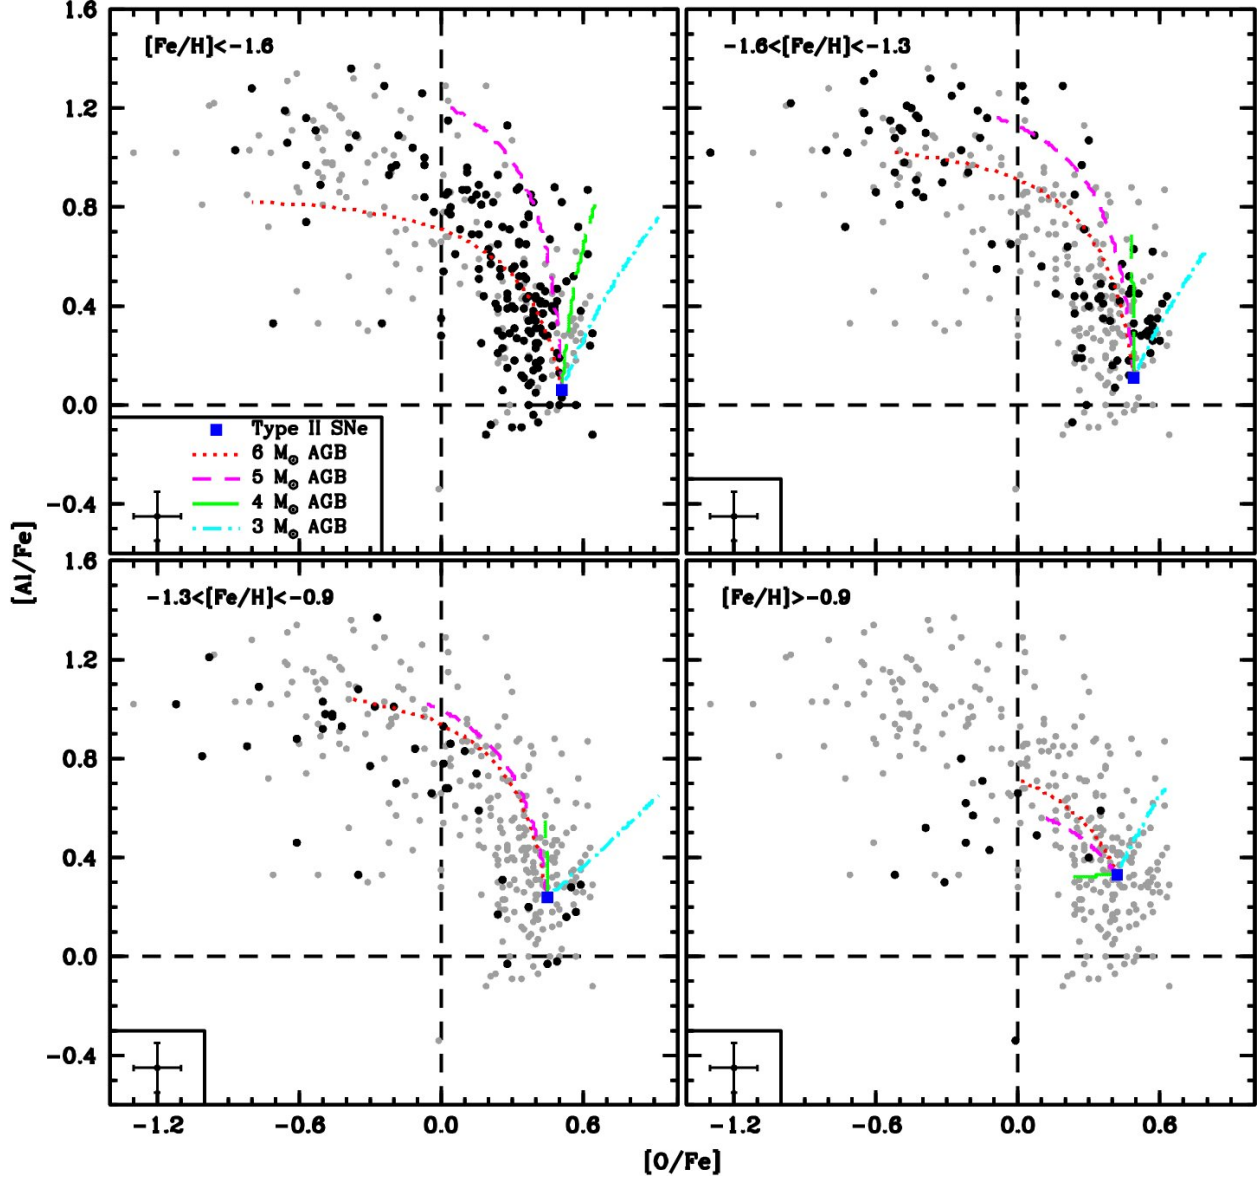 [Fe/H]<-1.6
-1.6<[Fe/H]<-1.3
1.6
1.2
0.8
0.4
0.0
-0.4
Type II SNe
6 M☉ AGB
5 M☉ AGB
4 M☉ AGB
3 M☉ AGB
[Al/Fe]
-1.3<[Fe/H]<-0.9
[Fe/H]>-0.9
1.6
1.2
0.8
0.4
0.0
-0.4
-1.2 -0.6 0.0 0.6
-1.2 -0.6 0.0 0.6
[O/Fe]